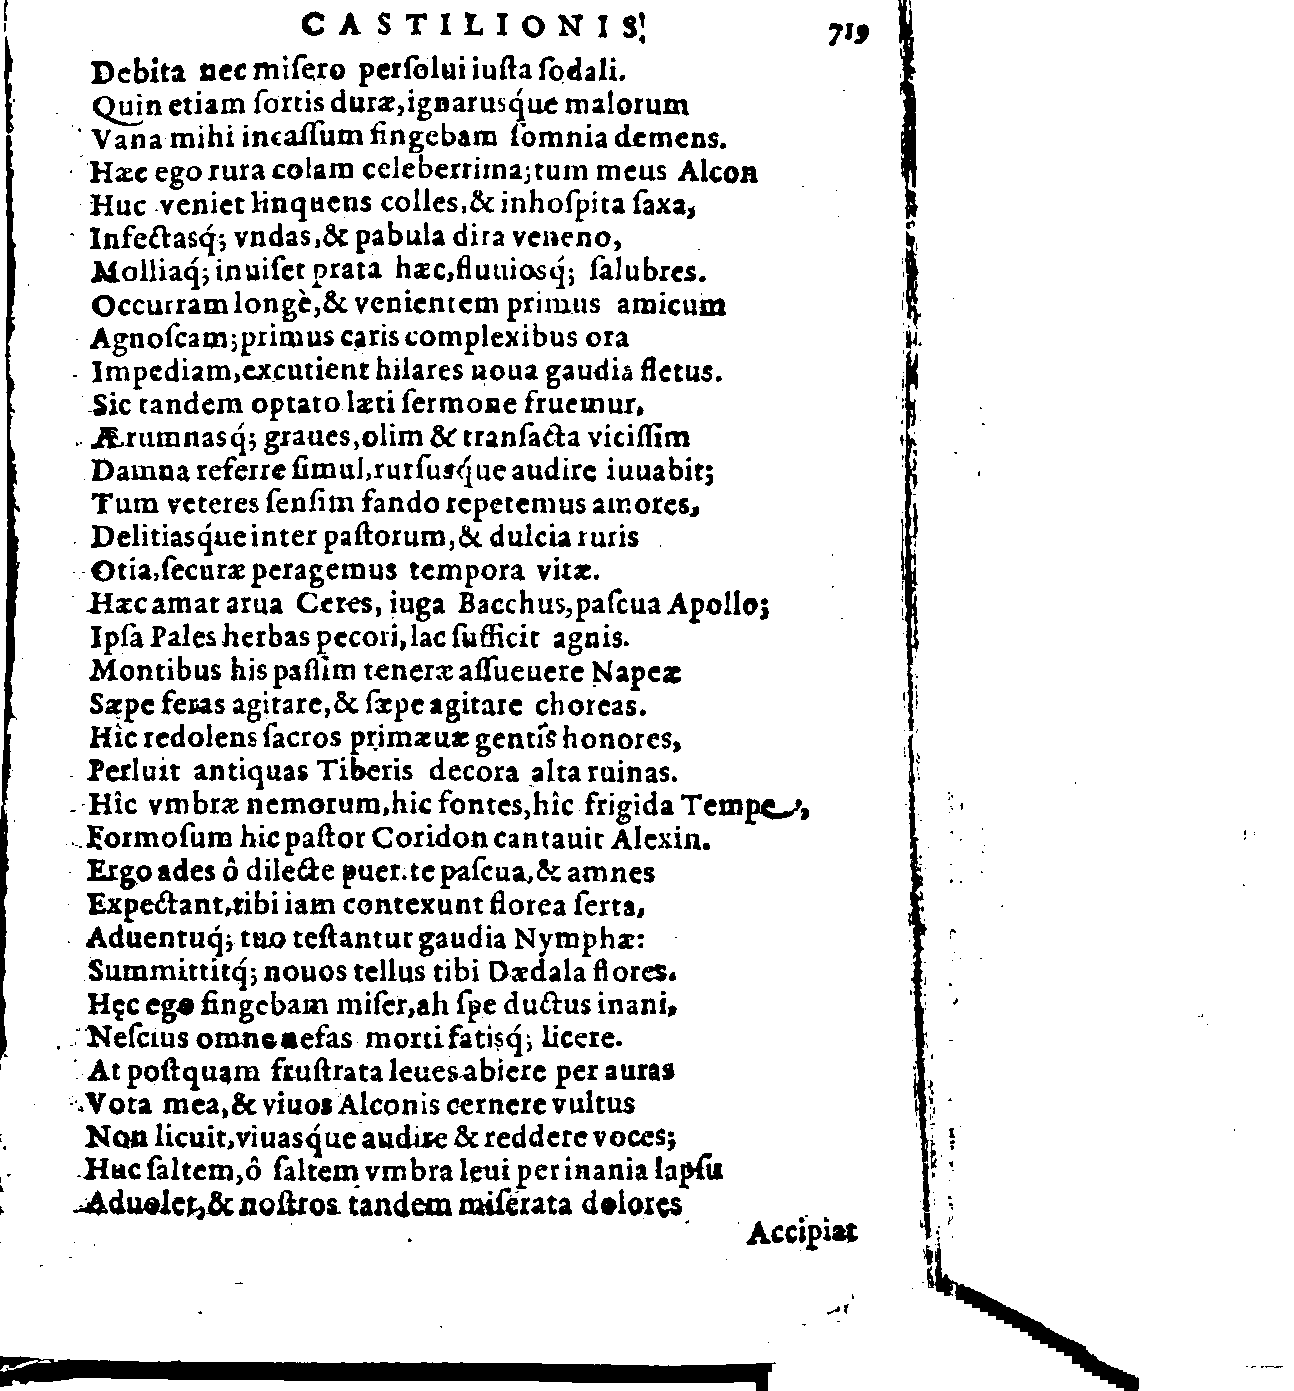 CASTILIONIS. 719
Debita nec miſero perſolui iuſta ſodali.
Quin etiam ſortis duræ,ignarusq́ue malorum
Vana mihi incaſſum fingebam ſomnia demens.
Hæc ego rura colam celeberrima;tum meus Alcon
Huc veniet linquens colles,& inhoſpita ſaxa,
Infectasq́; vndas,& pabula dira veneno,
Molliaq́; inuiſet prata hæc,fluuiosq́; ſalubres.
Occurram longè,& venientem primus amicum
Agnoſcam;primus caris complexibus ora
Impediam,excutient hilares noua gaudia fletus.
Sic tandem optato læti ſermone fruemur,
Ærumnasq́; graues,olim & tranſacta viciſſim
Damna referre ſimul,rurſusq́ue audire iuuabit;
Tum veteres ſenſim fando repetemus amores,
Delitiasq́ue inter paſtorum,& dulcia ruris
Otia,ſecuræ peragemus tempora vitæ.
Hæc amat arua Ceres, iuga Bacchus,paſcua Apollo;
Ipſa Pales herbas pecori,lac ſufficit agnis.
Montibus his paſſim teneræ aſſueuere Napeæ
Sæpe feras agitare,& ſæpe agitare choreas.
Hîc redolens ſacros primæuæ gentis honores,
Perluit antiquas Tiberis decora alta ruinas.
Hîc vmbræ nemorum,hic fontes,hîc frigida Tempe,
Formoſum hic paſtor Coridon cantauit Alexin.
Ergo ades ô dilecte puer.te paſcua,& amnes
Expectant,tibi iam contexunt florea ſerta,
Aduentuq́; tuo teſtantur gaudia Nymphæ:
Summittitq́; nouos tellus tibi Dædala flores.
Hęc ego fingebam miſer,ah ſpe ductus inani,
Neſcius omne nefas morti fatisq́; licere.
At poſtquam fruſtrata leues abiere per auras
Vota mea,& viuos Alconis cernere vultus
Non licuit,viuasq́ue audire & reddere voces;
Huc ſaltem,ô ſaltem vmbra leui per inania lapſu
Aduolet,& noſtros tandem miſerata dolores
Accipiat